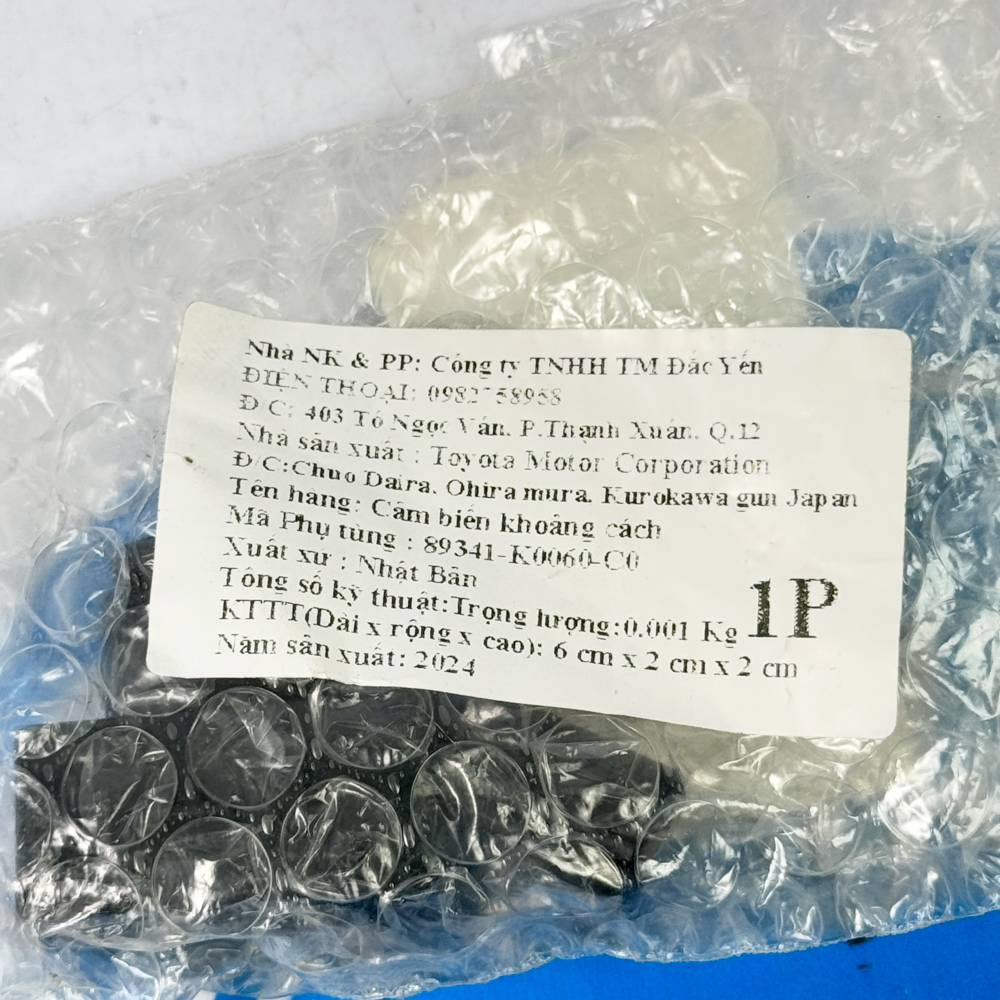 Nhà NK & PP: Công ty TNHH TM Đắc Yến
ĐIỆN THOẠI:
Đ/C: 403 Tô Ngọc Vân, P.Thạnh Xuân, Q.12
Nhà sản xuất : Toyota Motor Corporation
Đ/C:Chuo Daira, Ohira mura, Kurokawa gun Japan
Tên hàng: Cảm biến khoảng cách
Mã Phụ tùng : 89341-K0060-C0
Xuất xứ : Nhật Bản
Tông số kỹ thuật:Trọng lượng:0.001 Kg
KTTT(Dài x rộng x cao): 6 cm x 2 cm x 2 cm
Năm sản xuất: 2024
1P